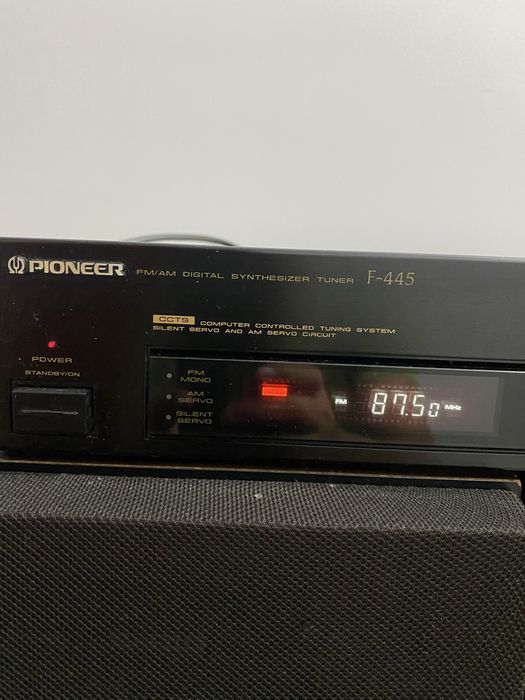 PIONEER FM/AM DIGITAL SYNTHESIZER TUNER F-445
CCTS COMPUTER CONTROLLED TUNING SYSTEM
SILENT SERVO AND AM SERVO CIRCUIT
POWER
STANDBY/ON
FM
MONO
AM
SERVO
SILENT
SERVO
FM 87.50 MHz